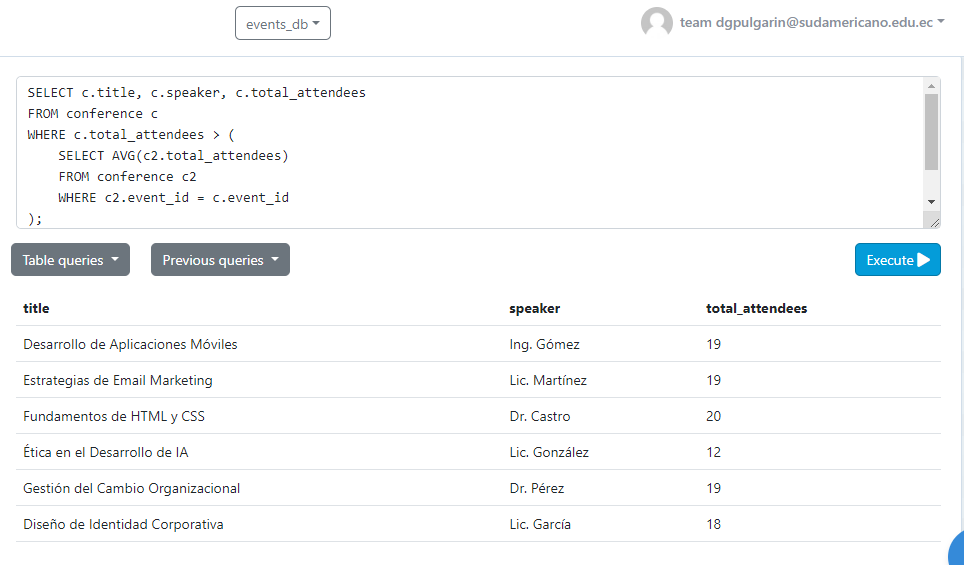 events_db
team dgpulgarin@sudamericano.edu.ec
SELECT c.title, c.speaker, c.total_attendees
FROM conference c
WHERE c.total_attendees > (
    SELECT AVG(c2.total_attendees)
    FROM conference c2
    WHERE c2.event_id = c.event_id
);
Table queries Previous queries Execute
title speaker total_attendees
Desarrollo de Aplicaciones Móviles Ing. Gómez 19
Estrategias de Email Marketing Lic. Martínez 19
Fundamentos de HTML y CSS Dr. Castro 20
Ética en el Desarrollo de IA Lic. González 12
Gestión del Cambio Organizacional Dr. Pérez 19
Diseño de Identidad Corporativa Lic. García 18